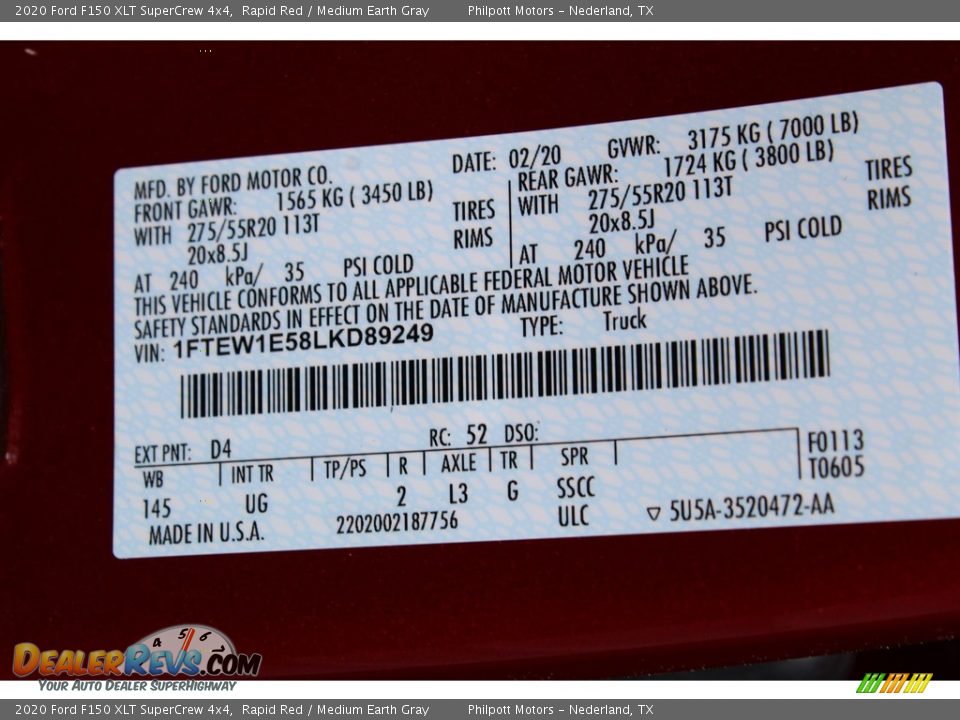 2020 Ford F150 XLT SuperCrew 4x4, Rapid Red / Medium Earth Gray Philpott Motors – Nederland, TX
MFD. BY FORD MOTOR CO. DATE: 02/20 GVWR: 3175 KG ( 7000 LB)
FRONT GAWR: 1565 KG ( 3450 LB) REAR GAWR: 1724 KG ( 3800 LB)
WITH 275/55R20 113T TIRES WITH 275/55R20 113T TIRES
20x8.5J RIMS 20x8.5J RIMS
AT 240 kPa/ 35 PSI COLD AT 240 kPa/ 35 PSI COLD
THIS VEHICLE CONFORMS TO ALL APPLICABLE FEDERAL MOTOR VEHICLE
SAFETY STANDARDS IN EFFECT ON THE DATE OF MANUFACTURE SHOWN ABOVE.
VIN: 1FTEW1E58LKD89249 TYPE: Truck
EXT PNT: D4 RC: 52 DSO: F0113
WB INT TR TP/PS R AXLE TR SPR T0605
145 UG 2 L3 G SSCC
MADE IN U.S.A. 2202002187756 ULC ▽ 5U5A-3520472-AA
4 5 6
DealerRevs.com
Your Auto Dealer SuperHighway
2020 Ford F150 XLT SuperCrew 4x4, Rapid Red / Medium Earth Gray Philpott Motors – Nederland, TX